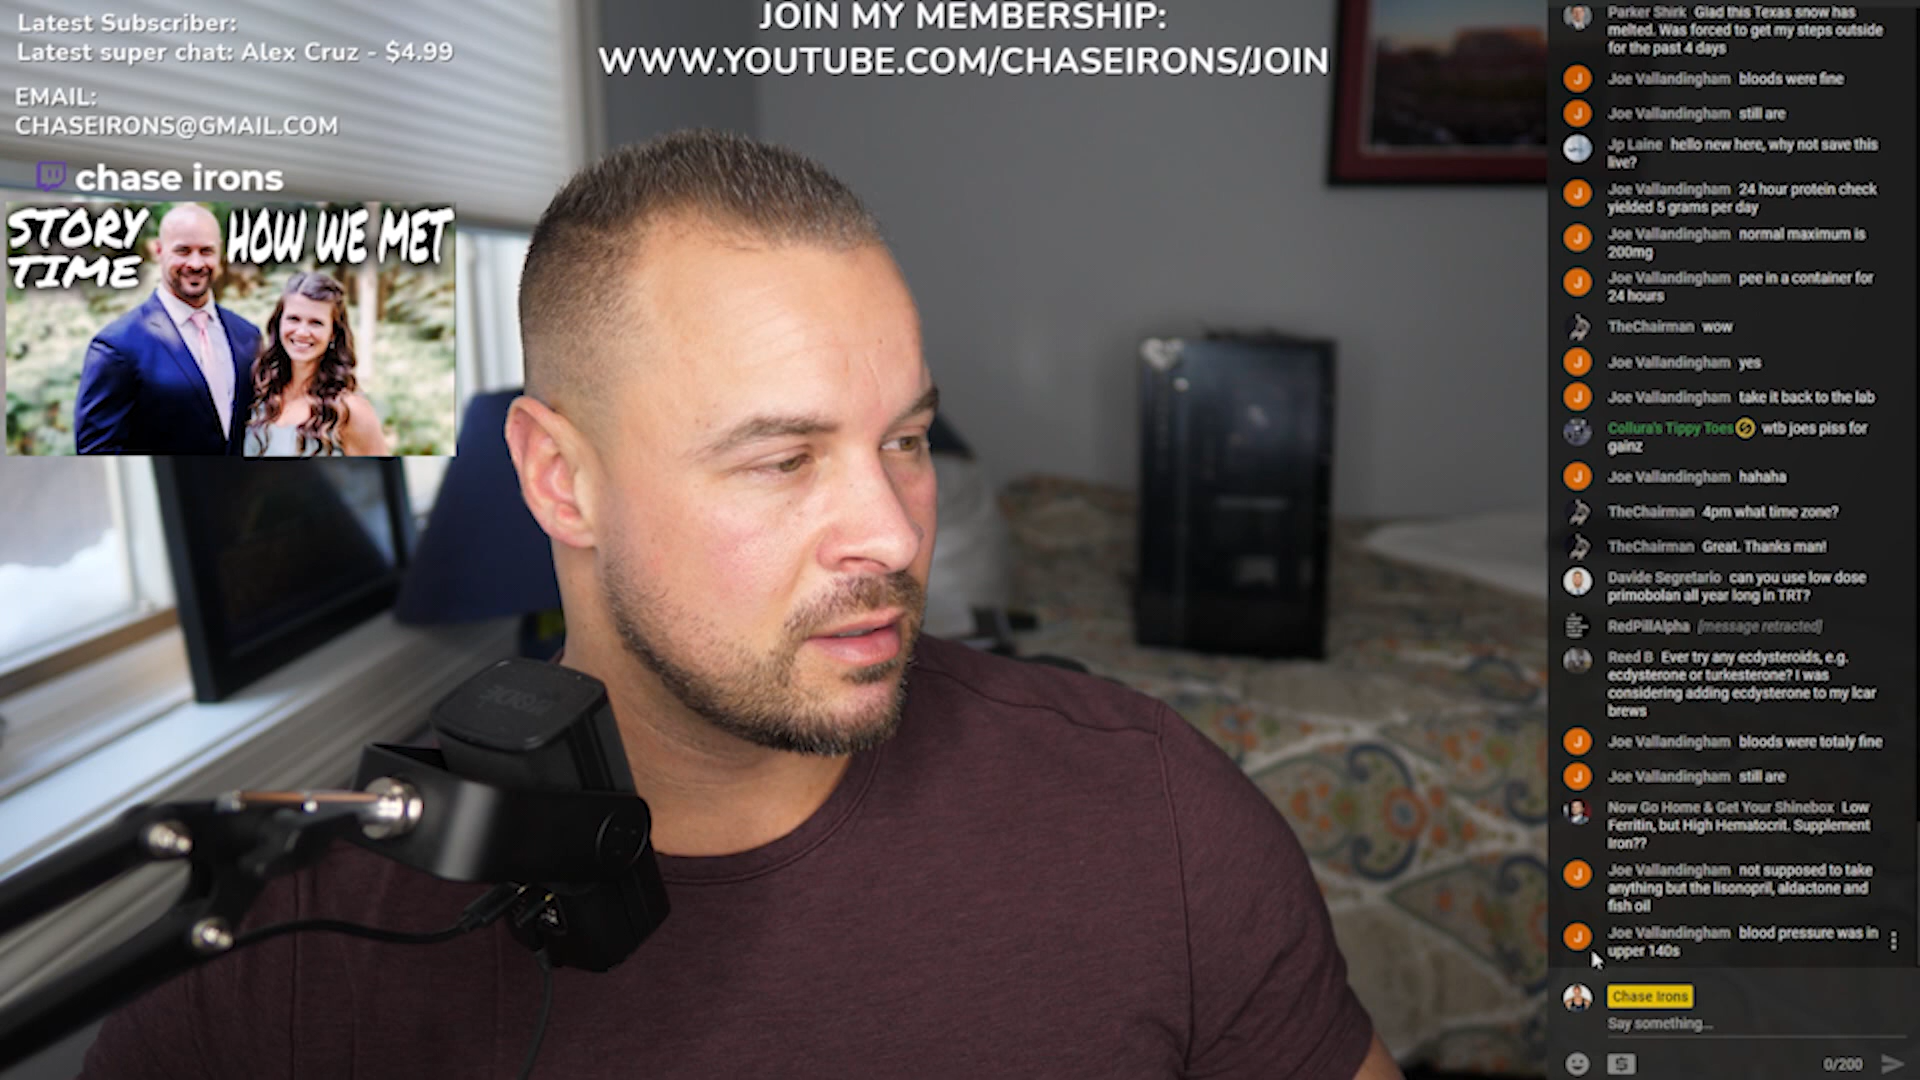 Latest Subscriber:
Latest super chat: Alex Cruz - $4.99
EMAIL:
CHASEIRONS@GMAIL.COM
chase irons
STORY
TIME
HOW WE MET
JOIN MY MEMBERSHIP:
WWW.YOUTUBE.COM/CHASEIRONS/JOIN
Parker Shirk Glad this Texas snow has
melted. Was forced to get my steps outside
for the past 4 days
J Joe Vallandingham bloods were fine
J Joe Vallandingham still are
Jp Laine hello new here, why not save this
live?
J Joe Vallandingham 24 hour protein check
yielded 5 grams per day
J Joe Vallandingham normal maximum is
200mg
J Joe Vallandingham pee in a container for
24 hours
TheChairman wow
J Joe Vallandingham yes
J Joe Vallandingham take it back to the lab
Collura's Tippy Toes wtb joes piss for
gainz
J Joe Vallandingham hahaha
TheChairman 4pm what time zone?
TheChairman Great. Thanks man!
Davide Segretario can you use low dose
primobolan all year long in TRT?
RedPillAlpha [message retracted]
Reed B Ever try any ecdysteroids, e.g.
ecdysterone or turkesterone? I was
considering adding ecdysterone to my lcar
brews
J Joe Vallandingham bloods were totaly fine
J Joe Vallandingham still are
Now Go Home & Get Your Shinebox Low
Ferritin, but High Hematocrit. Supplement
Iron??
J Joe Vallandingham not supposed to take
anything but the lisonopril, aldactone and
fish oil
J Joe Vallandingham blood pressure was in
upper 140s
Chase Irons
Say something...
0/200